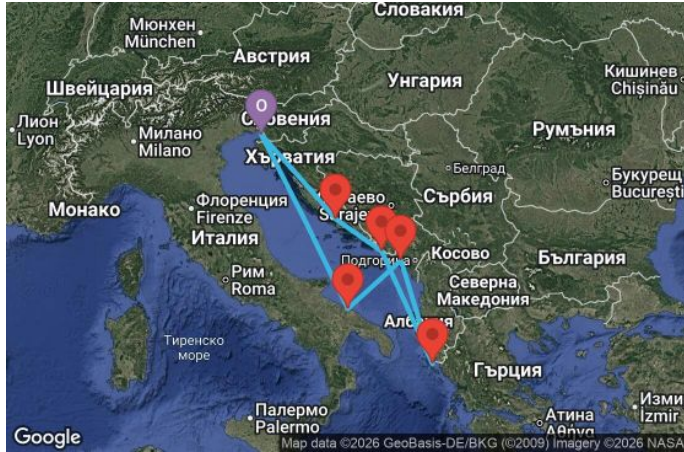 Словакия
Мюнхен
München
Австрия
Кишинев
Chișinău
Швейцария
Унгария
Лион
Lyon
O
Милано
Milano
Румъния
Хърватия
Белград
Букурещ
București
Монако
Флоренция
Firenze
Сърбия
Италия
Подгорица
Косово
България
Рим
Roma
Северна
Македония
Тиренско
море
Гърция
Палермо
Palermo
Атина
Αθήνα
İzmir
Google
Map data ©2026 GeoBasis-DE/BKG (©2009) Imagery ©2026 NASA